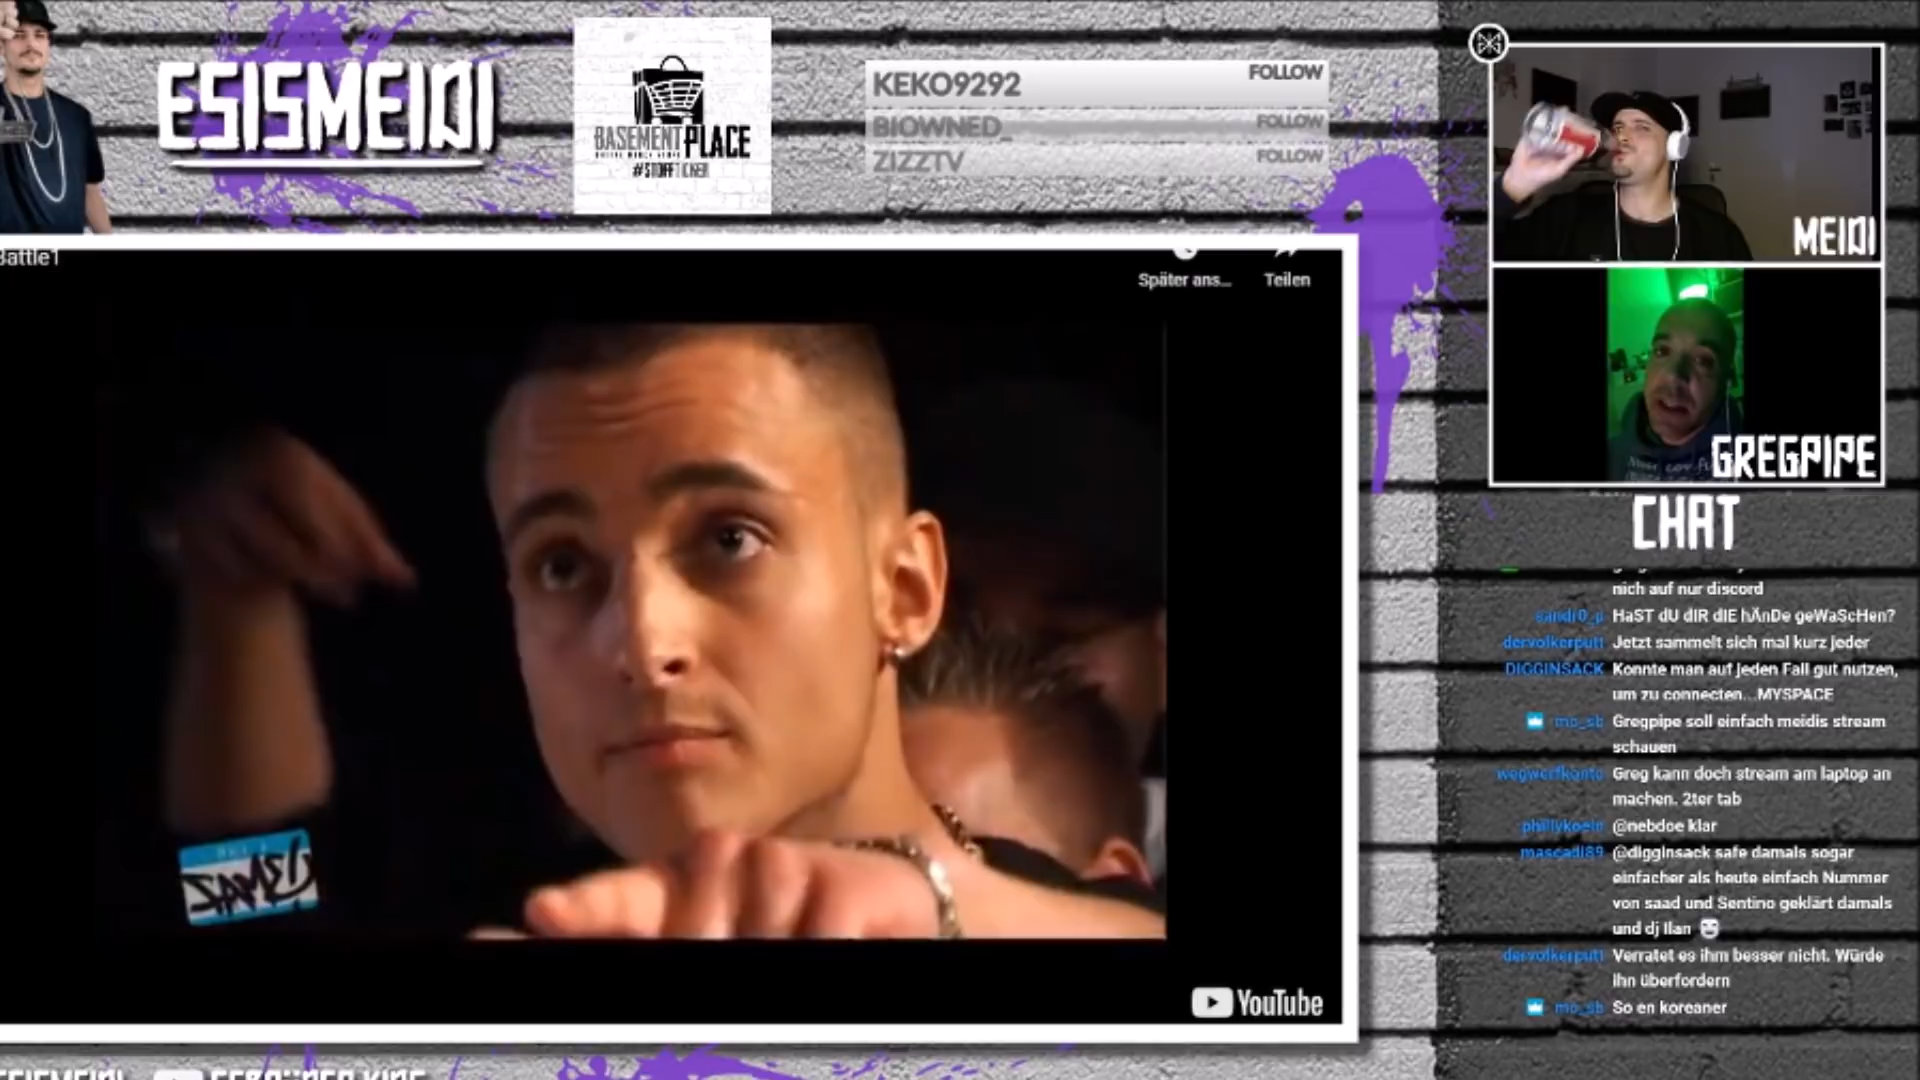 ESISMEIDI
BASEMENTPLACE
#STOFFTICKER
KEKO9292 FOLLOW
BIOWNED_ FOLLOW
ZIZZTV FOLLOW
MEIDI
Battle1
Später ans... Teilen
GREGPIPE
CHAT
nich auf nur discord
sandr0_p HaST dU dIR dIE hÄnDe geWaScHen?
dervolkerputt Jetzt sammelt sich mal kurz jeder
DIGGINSACK Konnte man auf jeden Fall gut nutzen,
um zu connecten...MYSPACE
mo_sb Gregpipe soll einfach meidis stream
schauen
wegwerfkonto Greg kann doch stream am laptop an
machen. 2ter tab
phillykoeln @nebdoe klar
mascadi89 @digginsack safe damals sogar
einfacher als heute einfach Nummer
von saad und Sentino geklärt damals
und dj Ilan
dervolkerputt Verratet es ihm besser nicht. Würde
ihn überfordern
mo_sb So en koreaner
YouTube